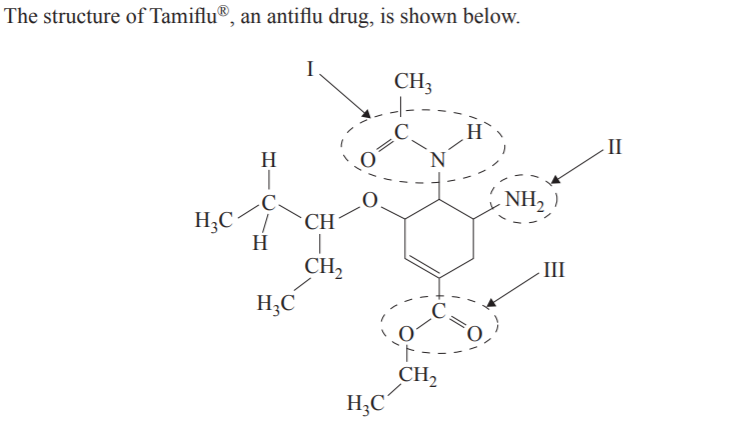 The structure of Tamiflu®, an antiflu drug, is shown below.
I
CH₃
C
H
O
N
II
H
NH₂
C
O
H₃C
CH
H
CH₂
III
H₃C
C
O
O
CH₂
H₃C